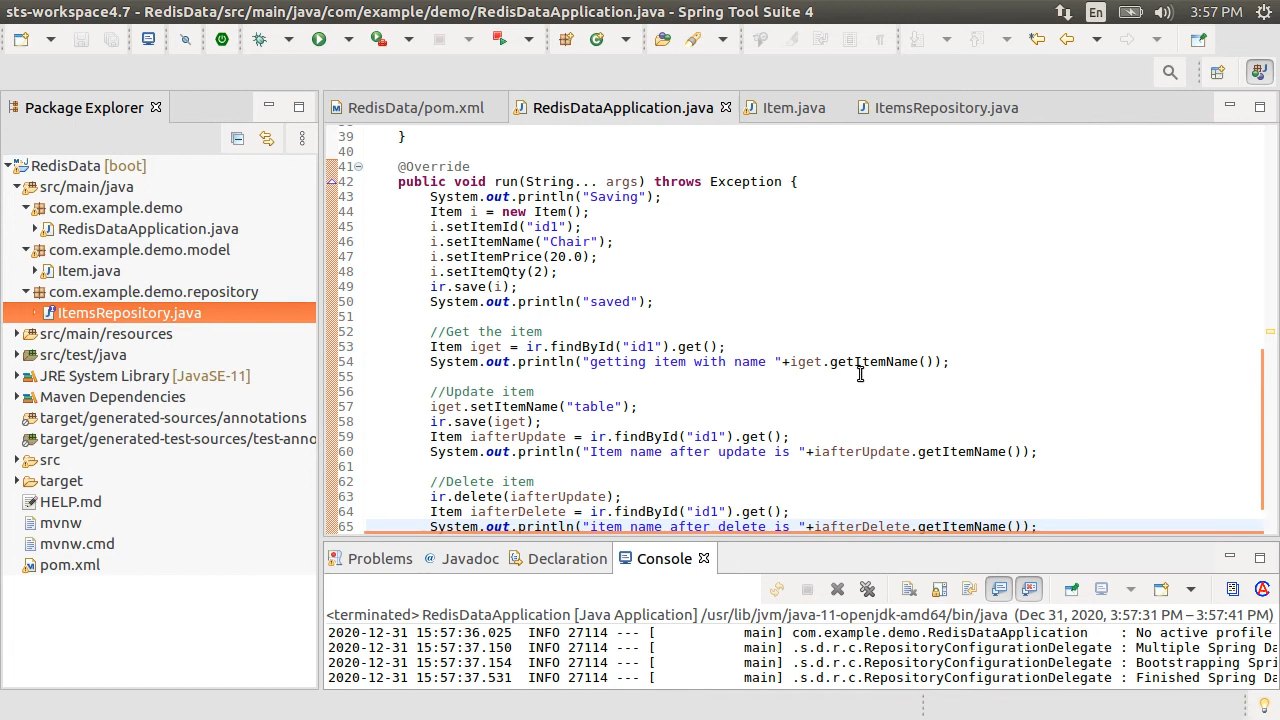 sts-workspace4.7 - RedisData/src/main/java/com/example/demo/RedisDataApplication.java - Spring Tool Suite 4
En
3:57 PM
Package Explorer
RedisData [boot]
src/main/java
com.example.demo
RedisDataApplication.java
com.example.demo.model
Item.java
com.example.demo.repository
ItemsRepository.java
src/main/resources
src/test/java
JRE System Library [JavaSE-11]
Maven Dependencies
target/generated-sources/annotations
target/generated-test-sources/test-anno
src
target
HELP.md
mvnw
mvnw.cmd
pom.xml
RedisData/pom.xml
RedisDataApplication.java
Item.java
ItemsRepository.java
39 }
40
41 @Override
42 public void run(String... args) throws Exception {
43 System.out.println("Saving");
44 Item i = new Item();
45 i.setItemId("id1");
46 i.setItemName("Chair");
47 i.setItemPrice(20.0);
48 i.setItemQty(2);
49 ir.save(i);
50 System.out.println("saved");
51
52 //Get the item
53 Item iget = ir.findById("id1").get();
54 System.out.println("getting item with name "+iget.getItemName());
55
56 //Update item
57 iget.setItemName("table");
58 ir.save(iget);
59 Item iafterUpdate = ir.findById("id1").get();
60 System.out.println("Item name after update is "+iafterUpdate.getItemName());
61
62 //Delete item
63 ir.delete(iafterUpdate);
64 Item iafterDelete = ir.findById("id1").get();
65 System.out.println("item name after delete is "+iafterDelete.getItemName());
Problems
@ Javadoc
Declaration
Console
<terminated> RedisDataApplication [Java Application] /usr/lib/jvm/java-11-openjdk-amd64/bin/java (Dec 31, 2020, 3:57:31 PM – 3:57:41 PM)
2020-12-31 15:57:36.025 INFO 27114 --- [ main] com.example.demo.RedisDataApplication : No active profile
2020-12-31 15:57:37.150 INFO 27114 --- [ main] .s.d.r.c.RepositoryConfigurationDelegate : Multiple Spring Da
2020-12-31 15:57:37.154 INFO 27114 --- [ main] .s.d.r.c.RepositoryConfigurationDelegate : Bootstrapping Spri
2020-12-31 15:57:37.531 INFO 27114 --- [ main] .s.d.r.c.RepositoryConfigurationDelegate : Finished Spring Da